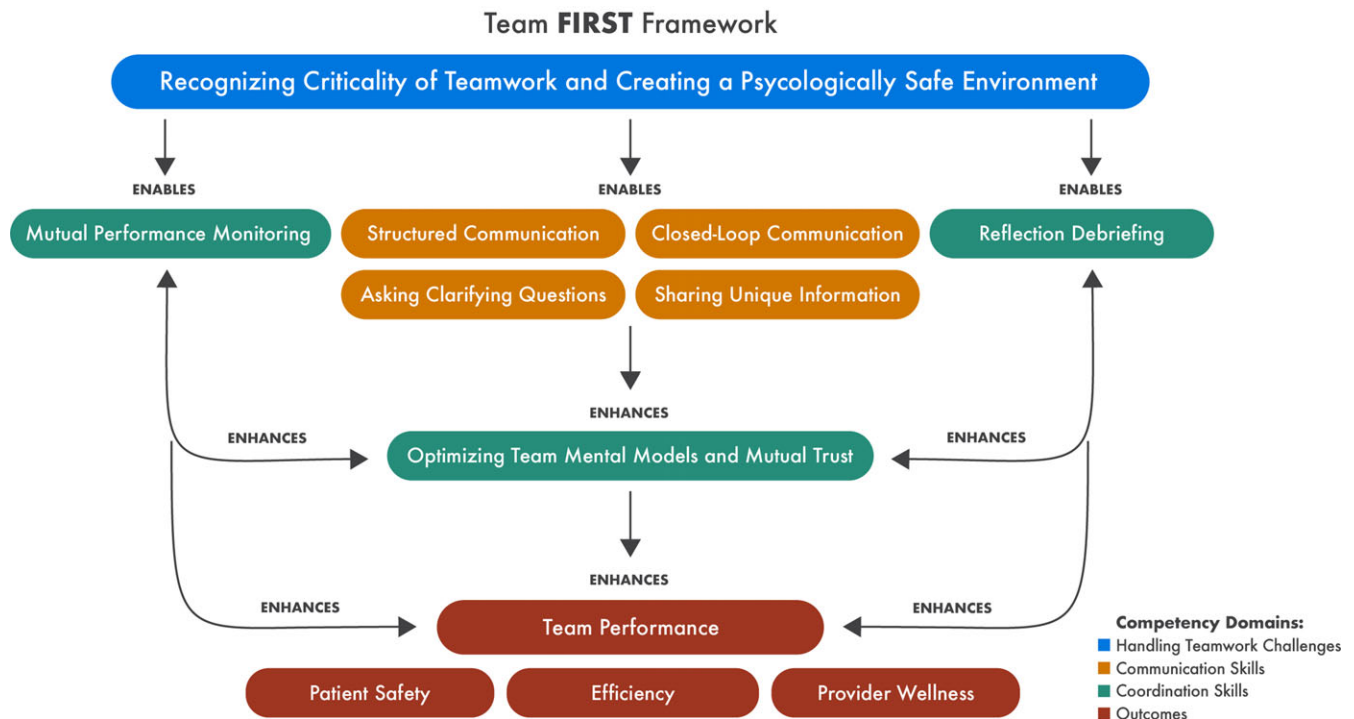 Team FIRST Framework
Recognizing Criticality of Teamwork and Creating a Psycologically Safe Environment
ENABLES
ENABLES
ENABLES
Mutual Performance Monitoring
Structured Communication
Closed-Loop Communication
Reflection Debriefing
Asking Clarifying Questions
Sharing Unique Information
ENHANCES
ENHANCES
ENHANCES
Optimizing Team Mental Models and Mutual Trust
ENHANCES
ENHANCES
ENHANCES
Team Performance
Patient Safety
Efficiency
Provider Wellness
Competency Domains:
Handling Teamwork Challenges
Communication Skills
Coordination Skills
Outcomes